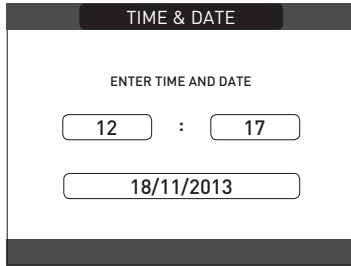 TIME & DATE
ENTER TIME AND DATE
12 : 17
18/11/2013